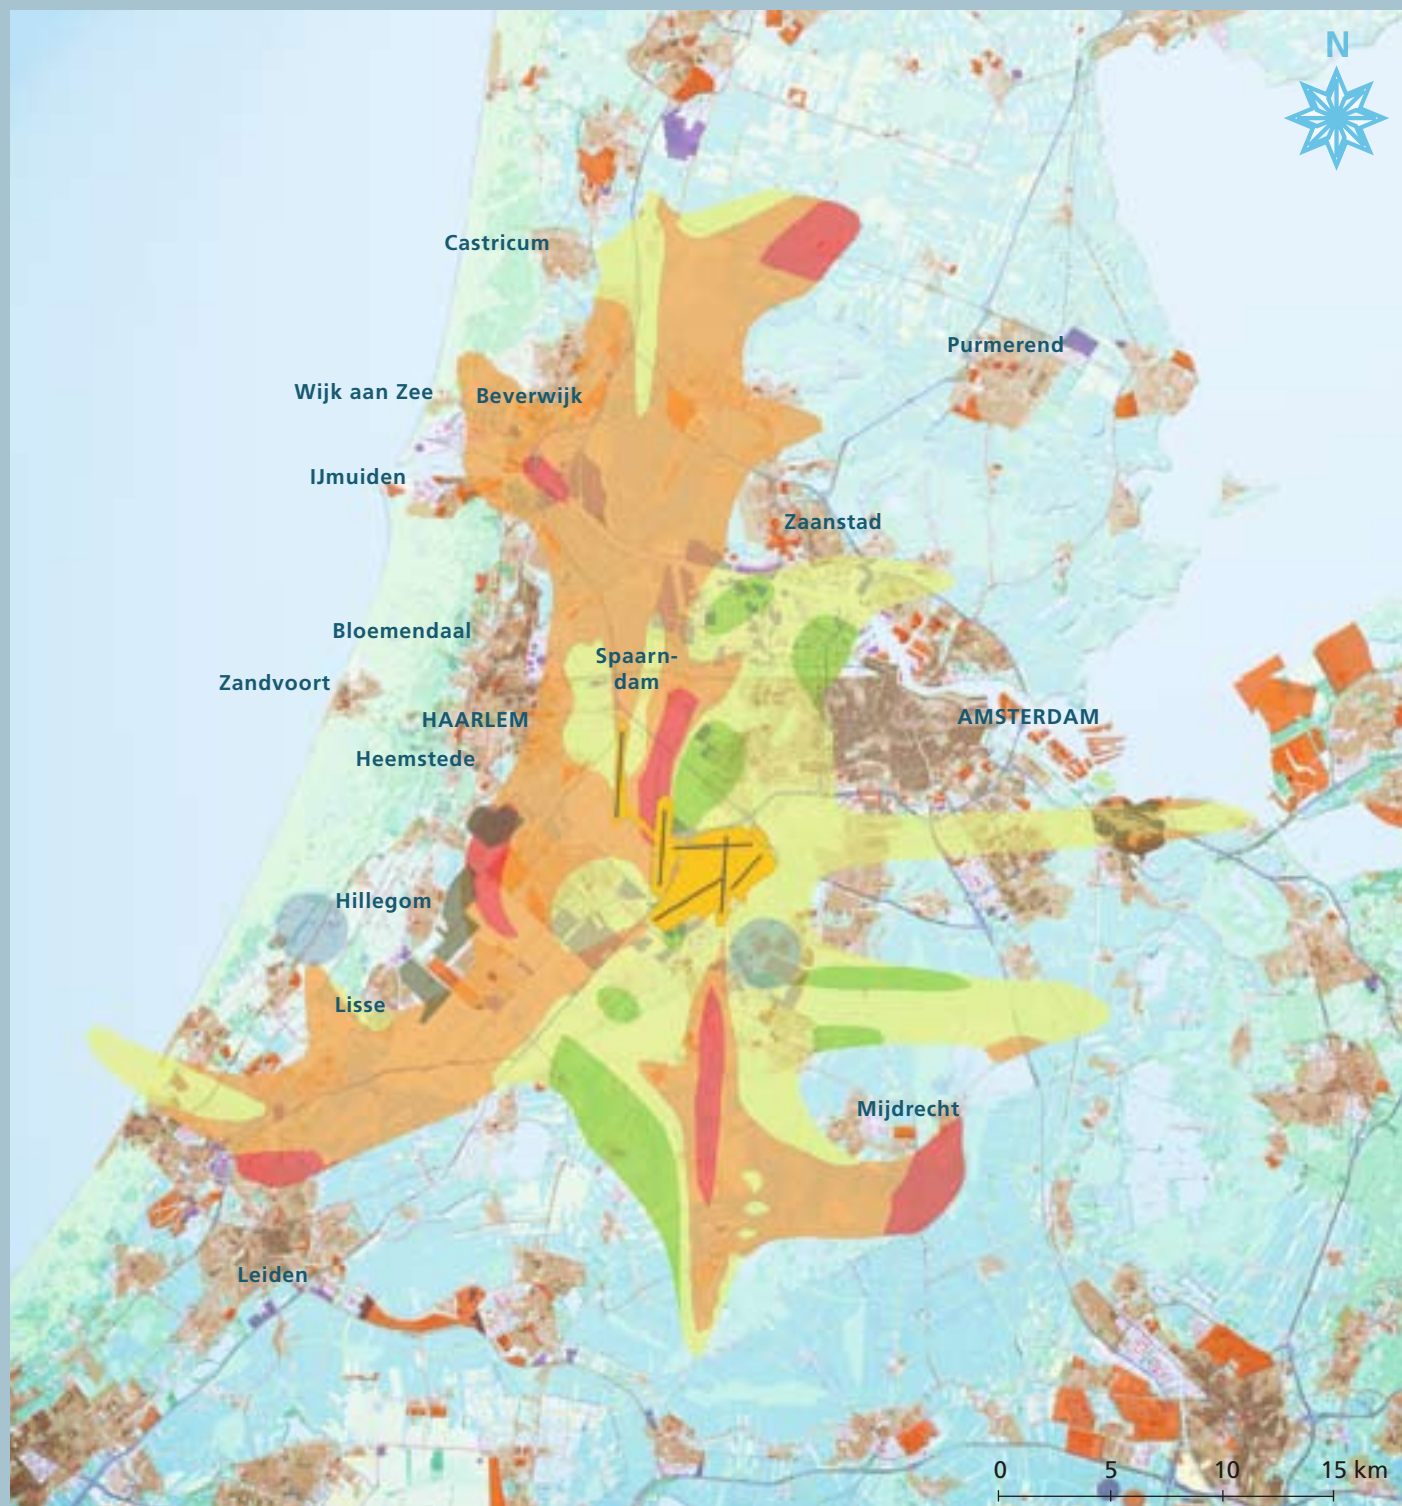 N
Castricum
Purmerend
Wijk aan Zee
Beverwijk
IJmuiden
Zaanstad
Bloemendaal
Spaarn-
dam
Zandvoort
HAARLEM
AMSTERDAM
Heemstede
Hillegom
Lisse
Mijdrecht
Leiden
0 5 10 15 km